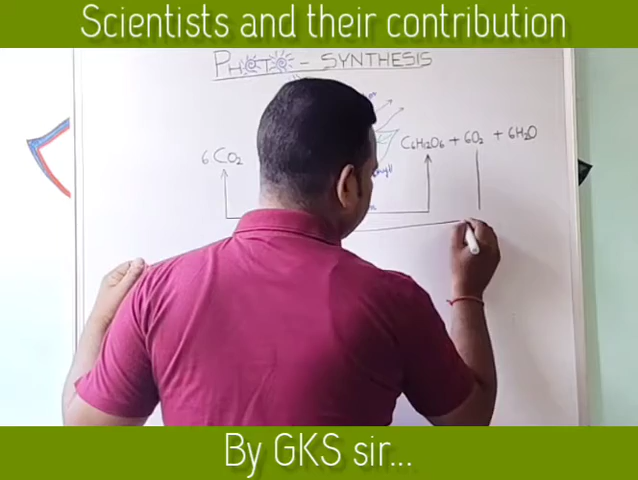 Scientists and their contribution
PHOTO - SYNTHESIS
6 CO₂
C₆H₁₂O₆ + 6O₂ + 6H₂O
By GKS sir...